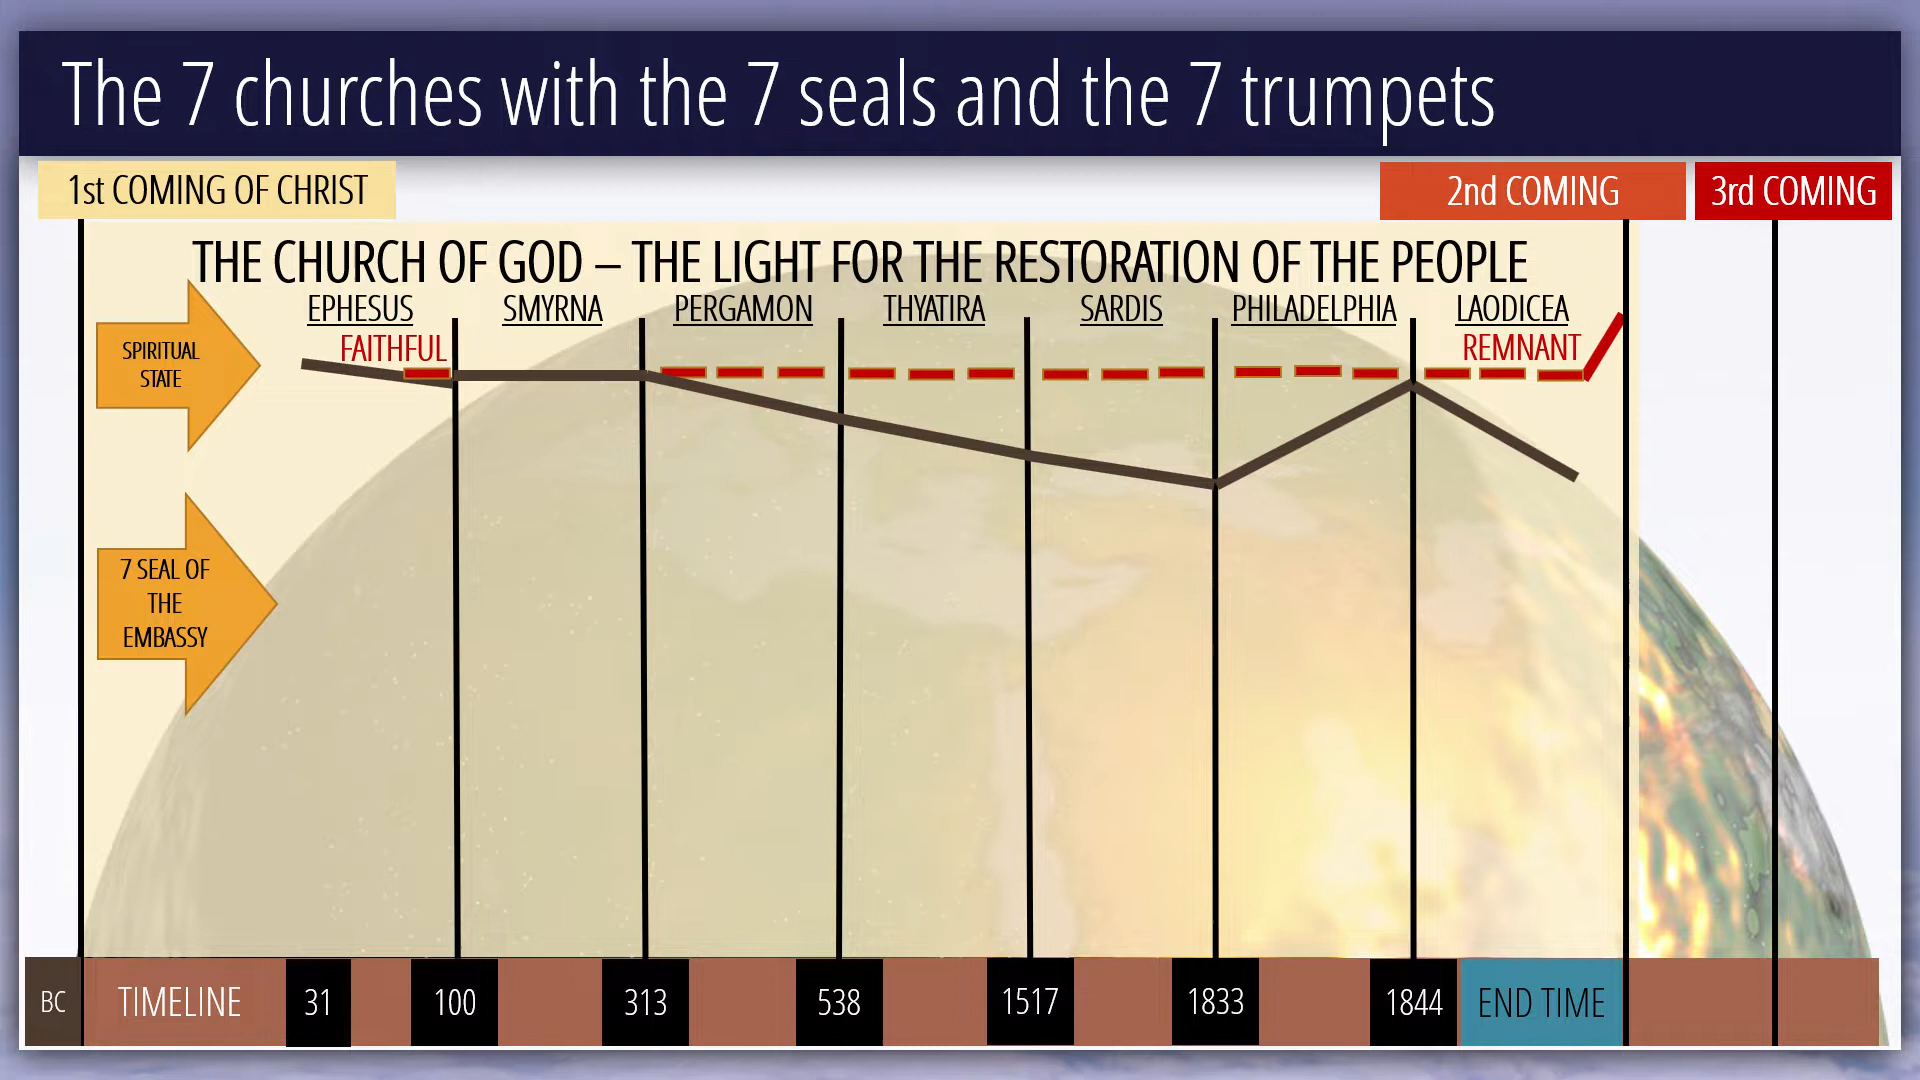 The 7 churches with the 7 seals and the 7 trumpets
1st COMING OF CHRIST
2nd COMING
3rd COMING
THE CHURCH OF GOD – THE LIGHT FOR THE RESTORATION OF THE PEOPLE
EPHESUS
SMYRNA
PERGAMON
THYATIRA
SARDIS
PHILADELPHIA
LAODICEA
FAITHFUL
REMNANT
SPIRITUAL
STATE
7 SEAL OF
THE
EMBASSY
BC
TIMELINE
31
100
313
538
1517
1833
1844
END TIME